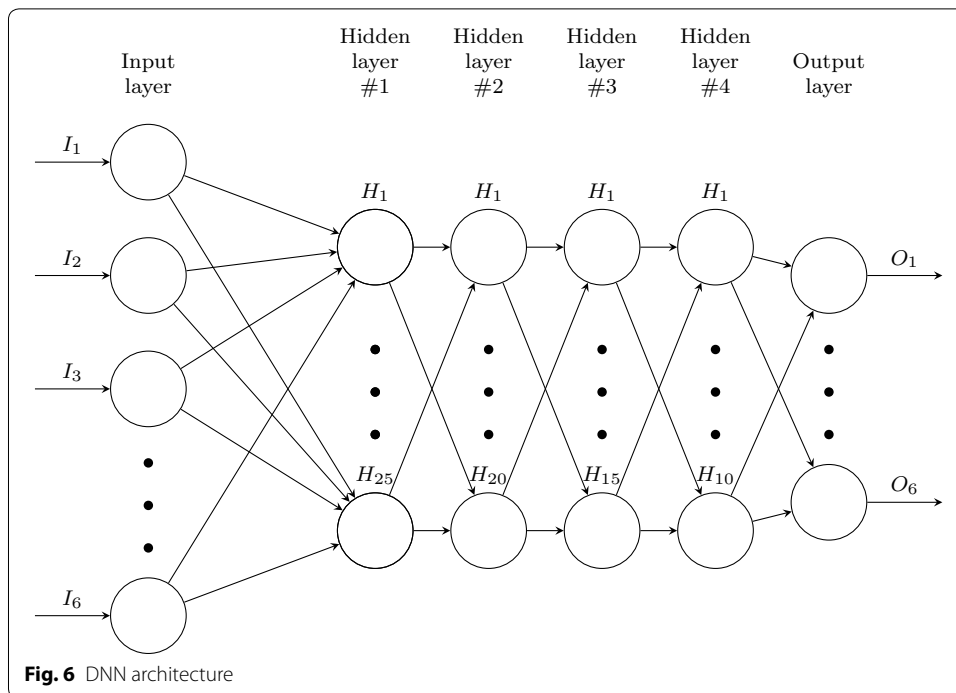 Input
layer
Hidden
layer
#1
Hidden
layer
#2
Hidden
layer
#3
Hidden
layer
#4
Output
layer
I₁
I₂
I₃
I₆
H₁
H₁
H₁
H₁
H₂₅
H₂₀
H₁₅
H₁₀
O₁
O₆
Fig. 6 DNN architecture